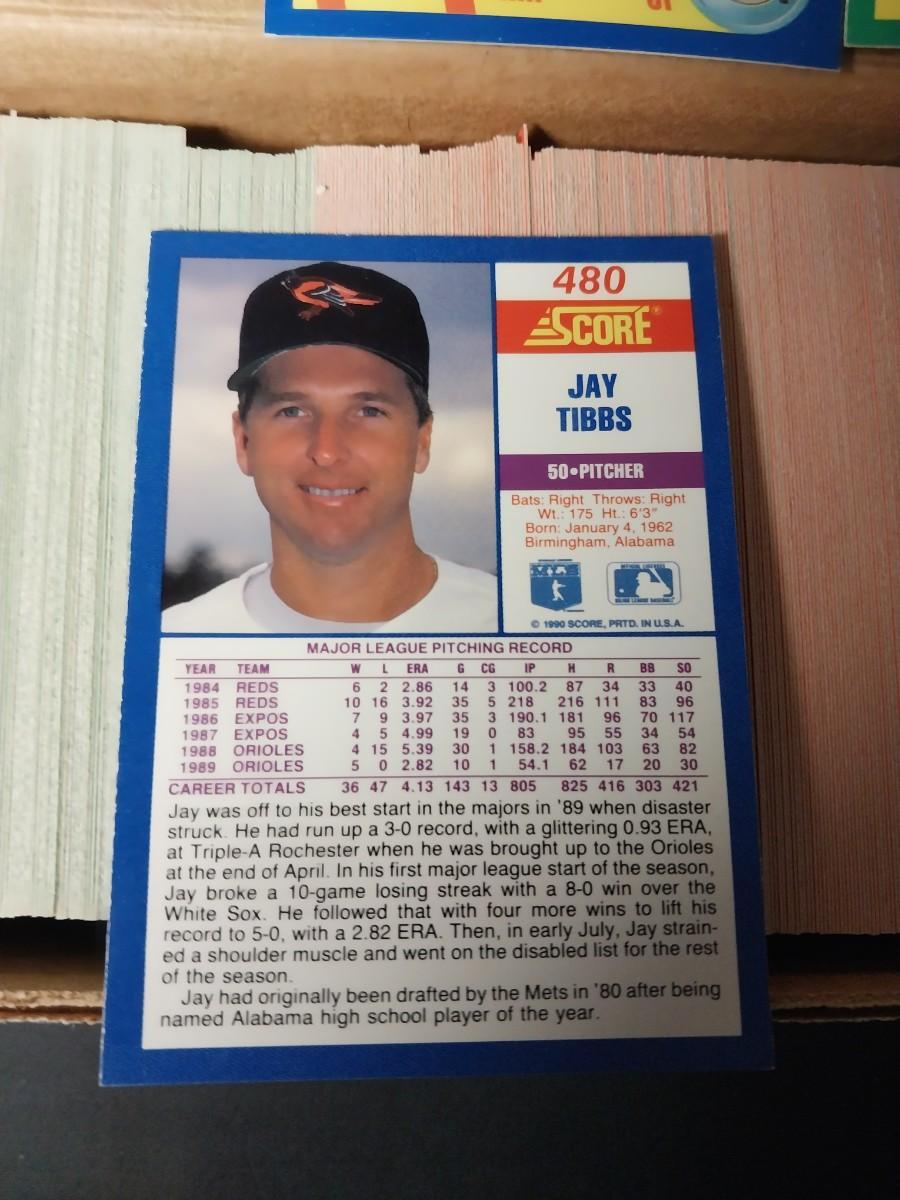 480
SCORE®
JAY
TIBBS
50•PITCHER
Bats: Right Throws: Right
Wt.: 175 Ht.: 6'3"
Born: January 4, 1962
Birmingham, Alabama
© 1990 SCORE, PRTD. IN U.S.A.
MAJOR LEAGUE PITCHING RECORD
YEAR TEAM W L ERA G CG IP H R BB SO
1984 REDS 6 2 2.86 14 3 100.2 87 34 33 40
1985 REDS 10 16 3.92 35 5 218 216 111 83 96
1986 EXPOS 7 9 3.97 35 3 190.1 181 96 70 117
1987 EXPOS 4 5 4.99 19 0 83 95 55 34 54
1988 ORIOLES 4 15 5.39 30 1 158.2 184 103 63 82
1989 ORIOLES 5 0 2.82 10 1 54.1 62 17 20 30
CAREER TOTALS 36 47 4.13 143 13 805 825 416 303 421
Jay was off to his best start in the majors in '89 when disaster
struck. He had run up a 3-0 record, with a glittering 0.93 ERA,
at Triple-A Rochester when he was brought up to the Orioles
at the end of April. In his first major league start of the season,
Jay broke a 10-game losing streak with a 8-0 win over the
White Sox. He followed that with four more wins to lift his
record to 5-0, with a 2.82 ERA. Then, in early July, Jay strain-
ed a shoulder muscle and went on the disabled list for the rest
of the season.
Jay had originally been drafted by the Mets in '80 after being
named Alabama high school player of the year.